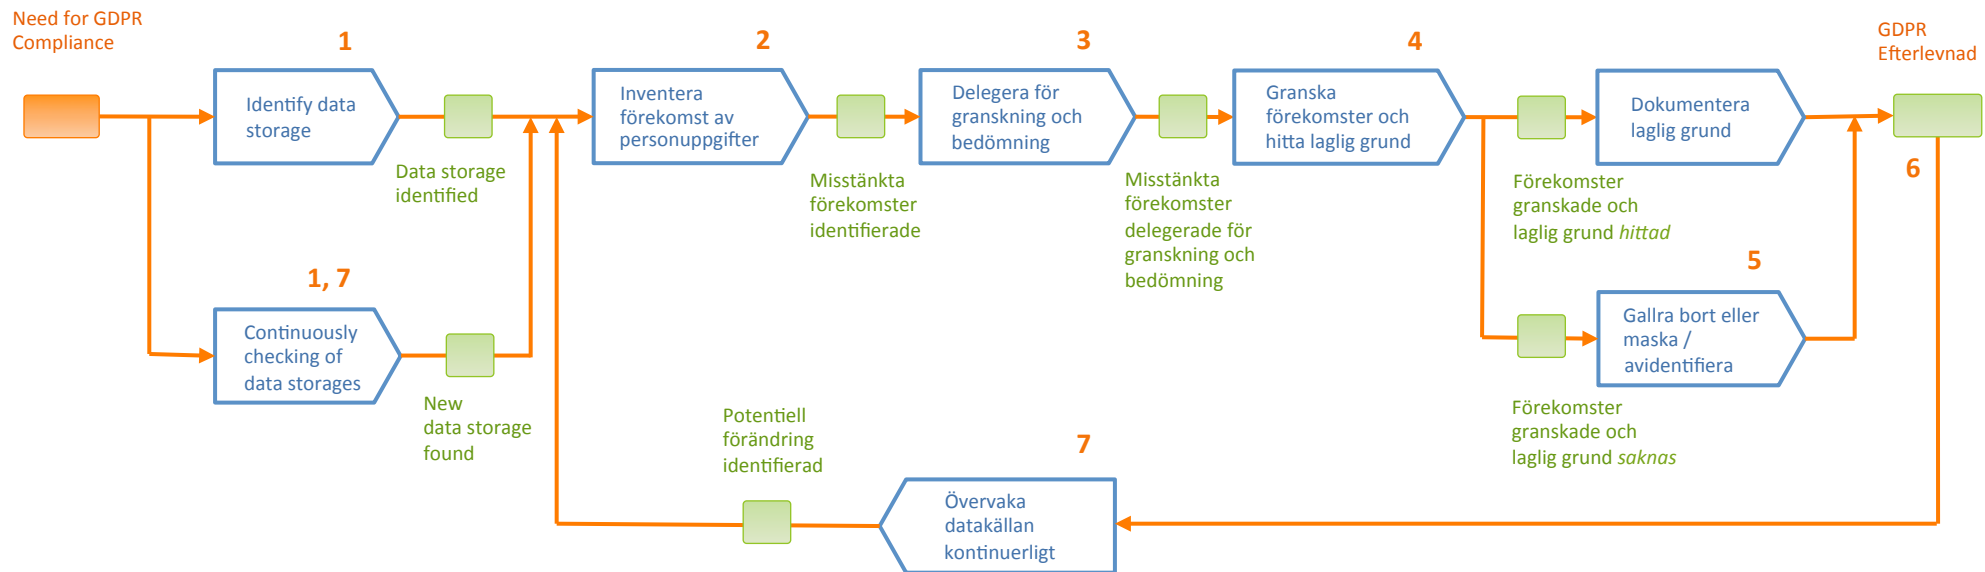 Need for GDPR
Compliance
1
Identify data
storage
Data storage
identified
1, 7
Continuously
checking of
data storages
New
data storage
found
2
Inventera
förekomst av
personuppgifter
Misstänkta
förekomster
identifierade
3
Delegera för
granskning och
bedömning
Misstänkta
förekomster
delegerade för
granskning och
bedömning
4
Granska
förekomster och
hitta laglig grund
Förekomster
granskade och
laglig grund hittad
Dokumentera
laglig grund
GDPR
Efterlevnad
6
5
Gallra bort eller
maska /
avidentifiera
Förekomster
granskade och
laglig grund saknas
7
Övervaka
datakällan
kontinuerligt
Potentiell
förändring
identifierad